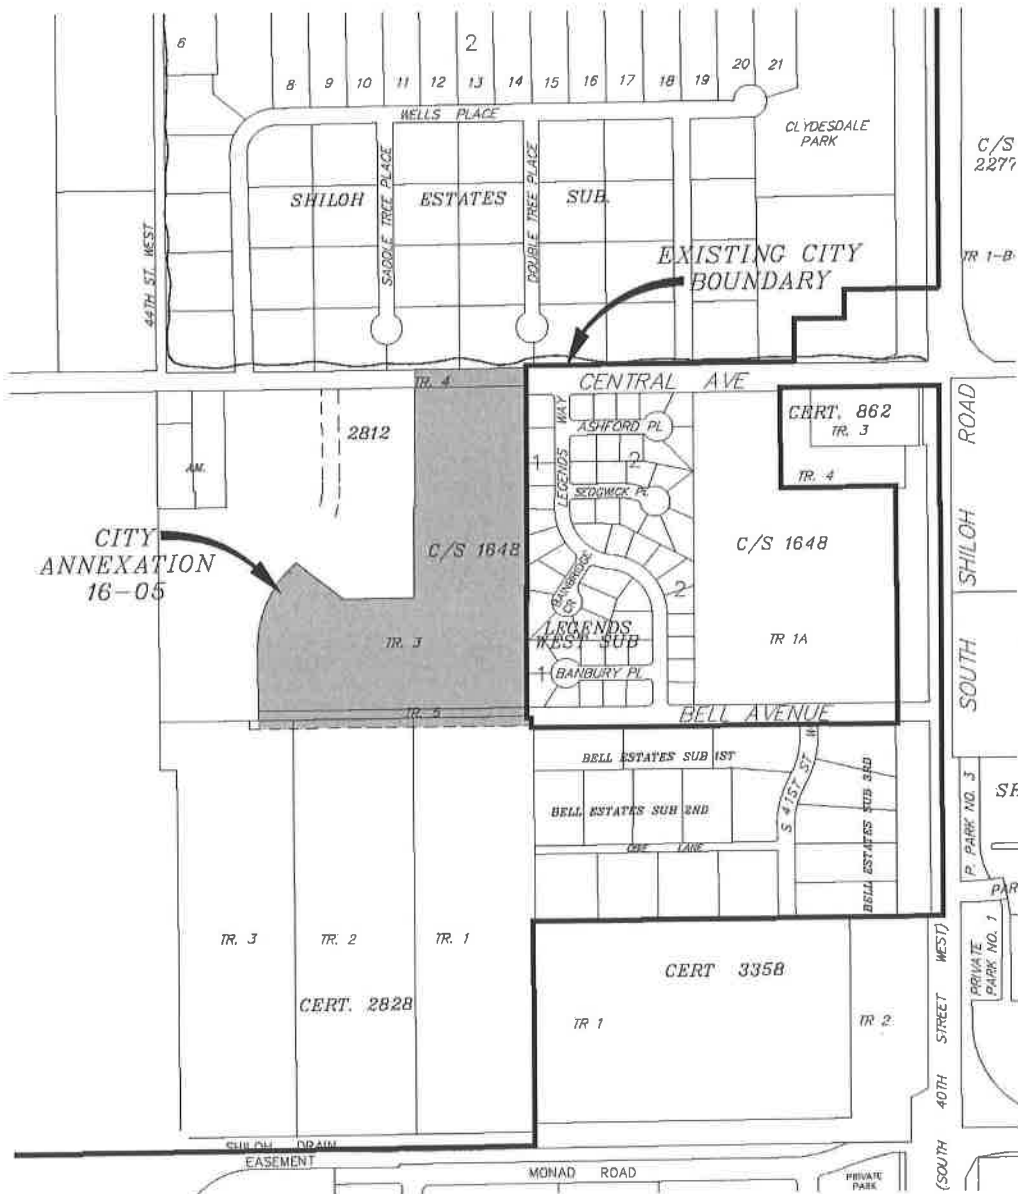 6
2
8
9
10
11
12
13
14
15
16
17
18
19
20
21
WELLS PLACE
CLYDESDALE
PARK
C/S
2277
SHILOH ESTATES SUB.
SADDLE TREE PLACE
DOUBLE TREE PLACE
44TH ST. WEST
EXISTING CITY
BOUNDARY
TR 1-B
TR. 4
CENTRAL AVE
2812
AM.
LEGENDS WAY
ASHFORD PL
CERT. 862
TR. 3
TR. 4
1
2
SEDGWICK PL
SOUTH SHILOH ROAD
CITY
ANNEXATION
16-05
C/S 1648
C/S 1648
BAINBRIDGE
CR
2
LEGENDS
WEST SUB
TR. 3
TR 1A
1
BANBURY PL
TR. 5
BELL AVENUE
BELL ESTATES SUB 1ST
S 41ST ST W
BELL ESTATES SUB 2ND
BELL ESTATES SUB 3RD
LANE
P. PARK NO. 3
SH
PAR
TR. 3
TR. 2
TR. 1
CERT. 2828
CERT 3358
TR 1
TR 2
PRIVATE
PARK NO. 1
(SOUTH 40TH STREET WEST)
SHILOH DRAIN
EASEMENT
MONAD ROAD
PRIVATE
PARK